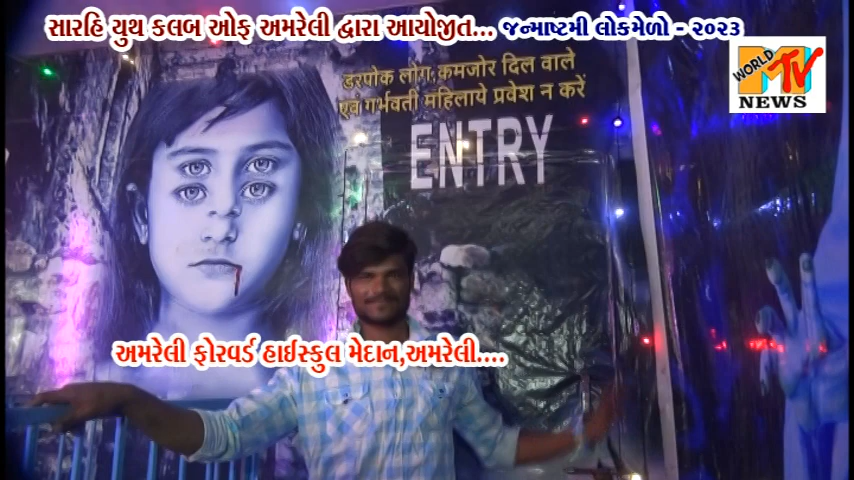 સારહિ યુથ કલબ ઓફ અમરેલી દ્વારા આયોજીત... જન્માષ્ટમી લોકમેળો - ૨૦૨૩
WORLD
MTV
NEWS
डरपोक लोग,कमजोर दिल वाले
एवं गर्भवती महिलाये प्रवेश न करें
ENTRY
અમરેલી ફોરવર્ડ હાઈસ્કુલ મેદાન,અમરેલી....